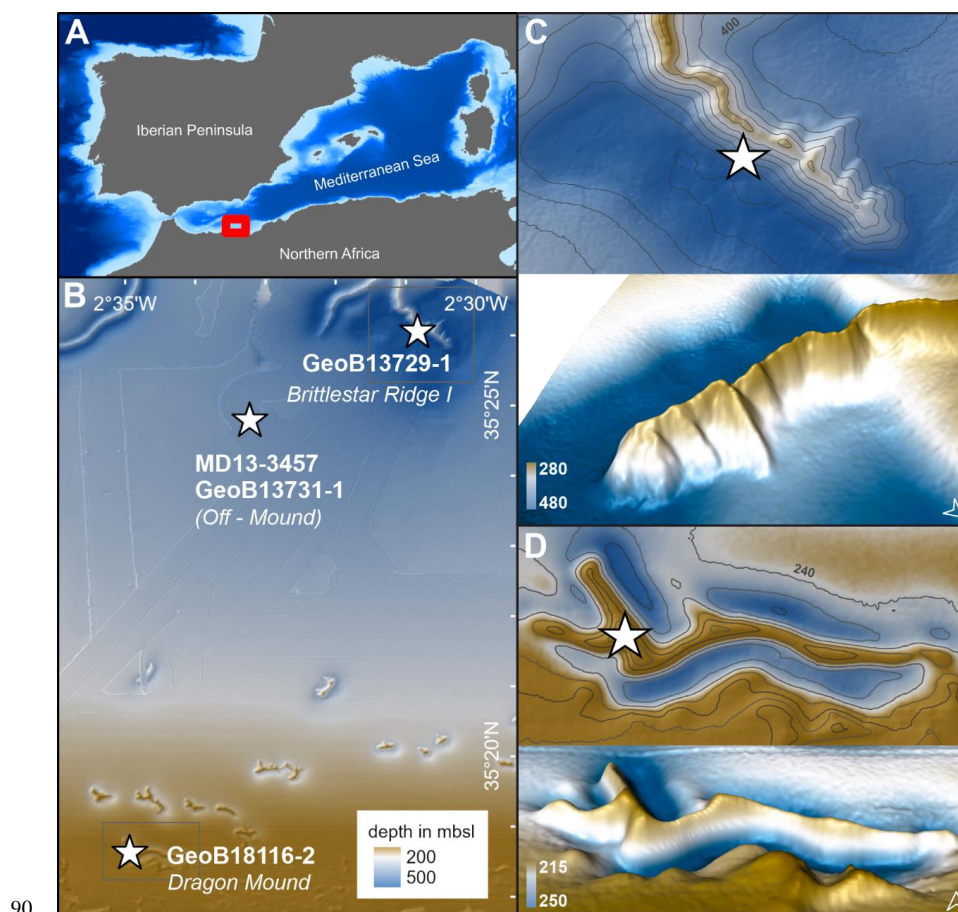 A
Iberian Peninsula
Mediterranean Sea
Northern Africa
B
2°35'W
2°30'W
GeoB13729-1
Brittlestar Ridge I
35°25'N
MD13-3457
GeoB13731-1
(Off - Mound)
35°20'N
depth in mbsl
200
500
GeoB18116-2
Dragon Mound
C
400
280
480
D
240
215
250
90